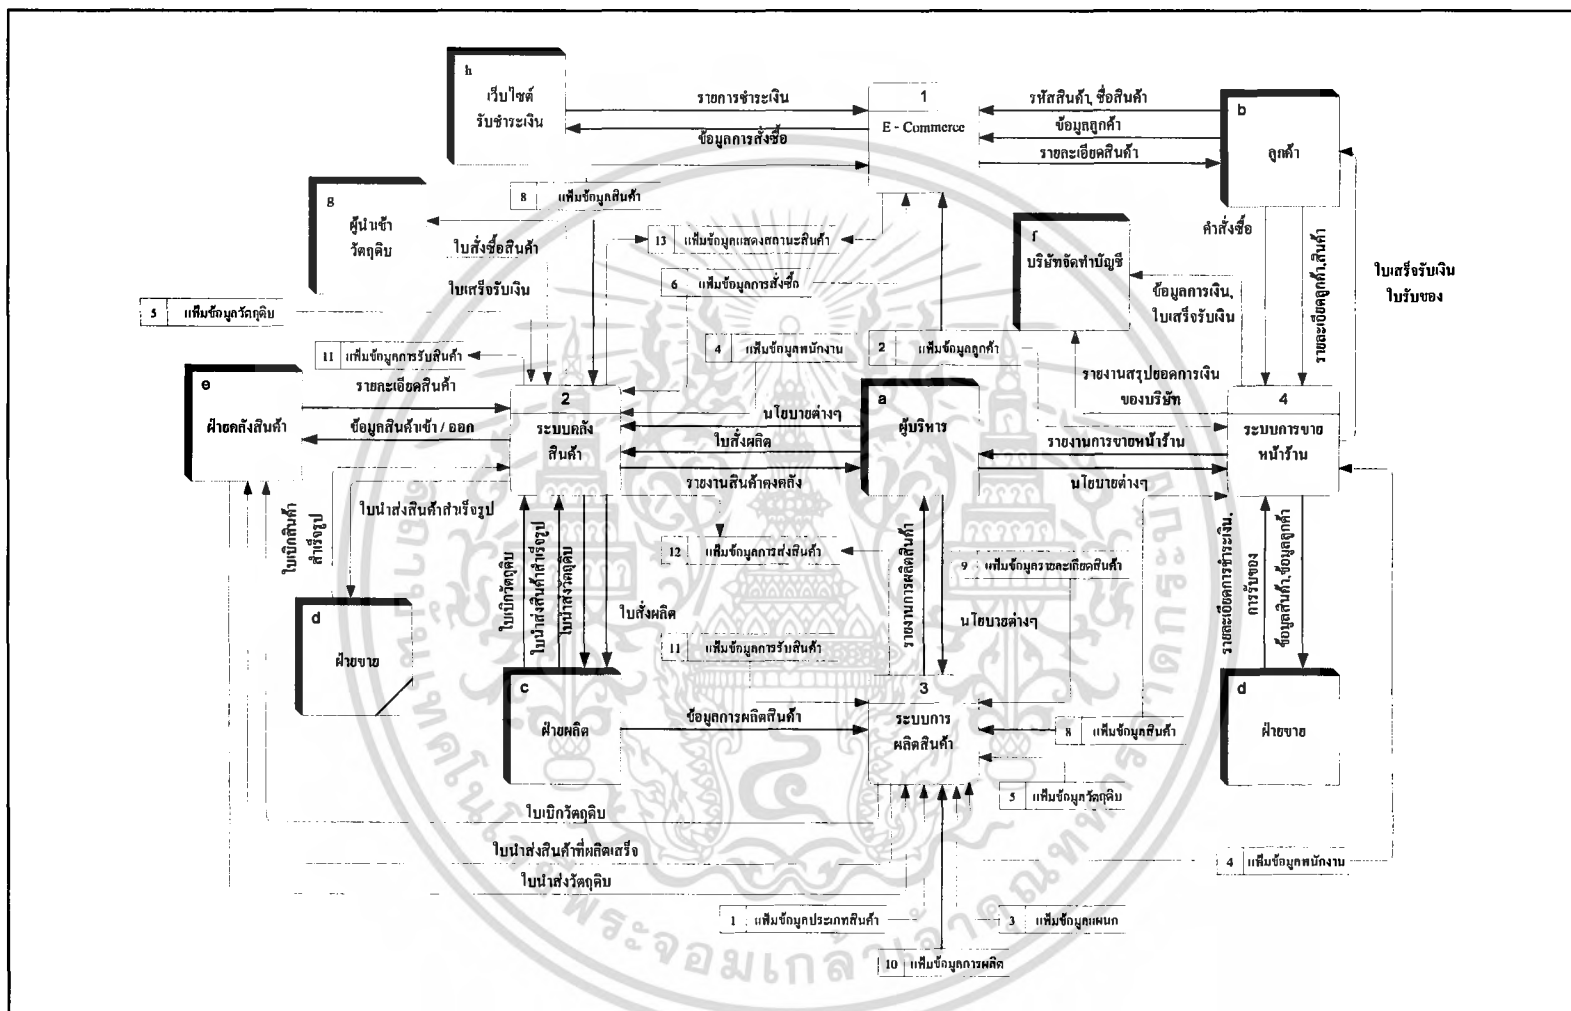 h
เว็บไซต์
รับชำระเงิน
รายการชำระเงิน
ข้อมูลการสั่งซื้อ
1
E - Commerce
รหัสสินค้า, ชื่อสินค้า
ข้อมูลลูกค้า
รายละเอียดสินค้า
b
ลูกค้า
g
ผู้นำเข้า
วัตถุดิบ
8 แฟ้มข้อมูลสินค้า
ใบสั่งซื้อสินค้า
ใบเสร็จรับเงิน
13 แฟ้มข้อมูลแสดงสถานะสินค้า
6 แฟ้มข้อมูลการสั่งซื้อ
f
บริษัทจัดทำบัญชี
คำสั่งซื้อ
รายละเอียดลูกค้า,สินค้า
ใบเสร็จรับเงิน
ใบรับของ
ข้อมูลการเงิน,
ใบเสร็จรับเงิน
5 แฟ้มข้อมูลวัตถุดิบ
11 แฟ้มข้อมูลการรับสินค้า
4 แฟ้มข้อมูลพนักงาน
2 แฟ้มข้อมูลลูกค้า
รายงานสรุปยอดการเงิน
ของบริษัท
e
ฝ่ายคลังสินค้า
รายละเอียดสินค้า
ข้อมูลสินค้าเข้า / ออก
2
ระบบคลัง
สินค้า
นโยบายต่างๆ
ใบสั่งผลิต
รายงานสินค้าคงคลัง
a
ผู้บริหาร
รายงานการขายหน้าร้าน
นโยบายต่างๆ
4
ระบบการขาย
หน้าร้าน
ใบเบิกสินค้า
สำเร็จรูป
ใบนำส่งสินค้าสำเร็จรูป
ใบเบิกวัตถุดิบ
ใบนำส่งสินค้าสำเร็จรูป
ใบนำส่งวัตถุดิบ
ใบสั่งผลิต
12 แฟ้มข้อมูลการส่งสินค้า
รายงานการผลิตสินค้า
9 แฟ้มข้อมูลรายละเอียดสินค้า
นโยบายต่างๆ
รายละเอียดการชำระเงิน,
การรับของ
ข้อมูลสินค้า,ข้อมูลลูกค้า
d
ฝ่ายขาย
11 แฟ้มข้อมูลการรับสินค้า
c
ฝ่ายผลิต
ข้อมูลการผลิตสินค้า
3
ระบบการ
ผลิตสินค้า
8 แฟ้มข้อมูลสินค้า
d
ฝ่ายขาย
5 แฟ้มข้อมูลวัตถุดิบ
ใบเบิกวัตถุดิบ
ใบนำส่งสินค้าที่ผลิตเสร็จ
ใบนำส่งวัตถุดิบ
4 แฟ้มข้อมูลพนักงาน
1 แฟ้มข้อมูลประเภทสินค้า
3 แฟ้มข้อมูลแผนก
10 แฟ้มข้อมูลการผลิต
สถาบันเทคโนโลยีพระจอมเกล้าเจ้าคุณทหารลาดกระบัง